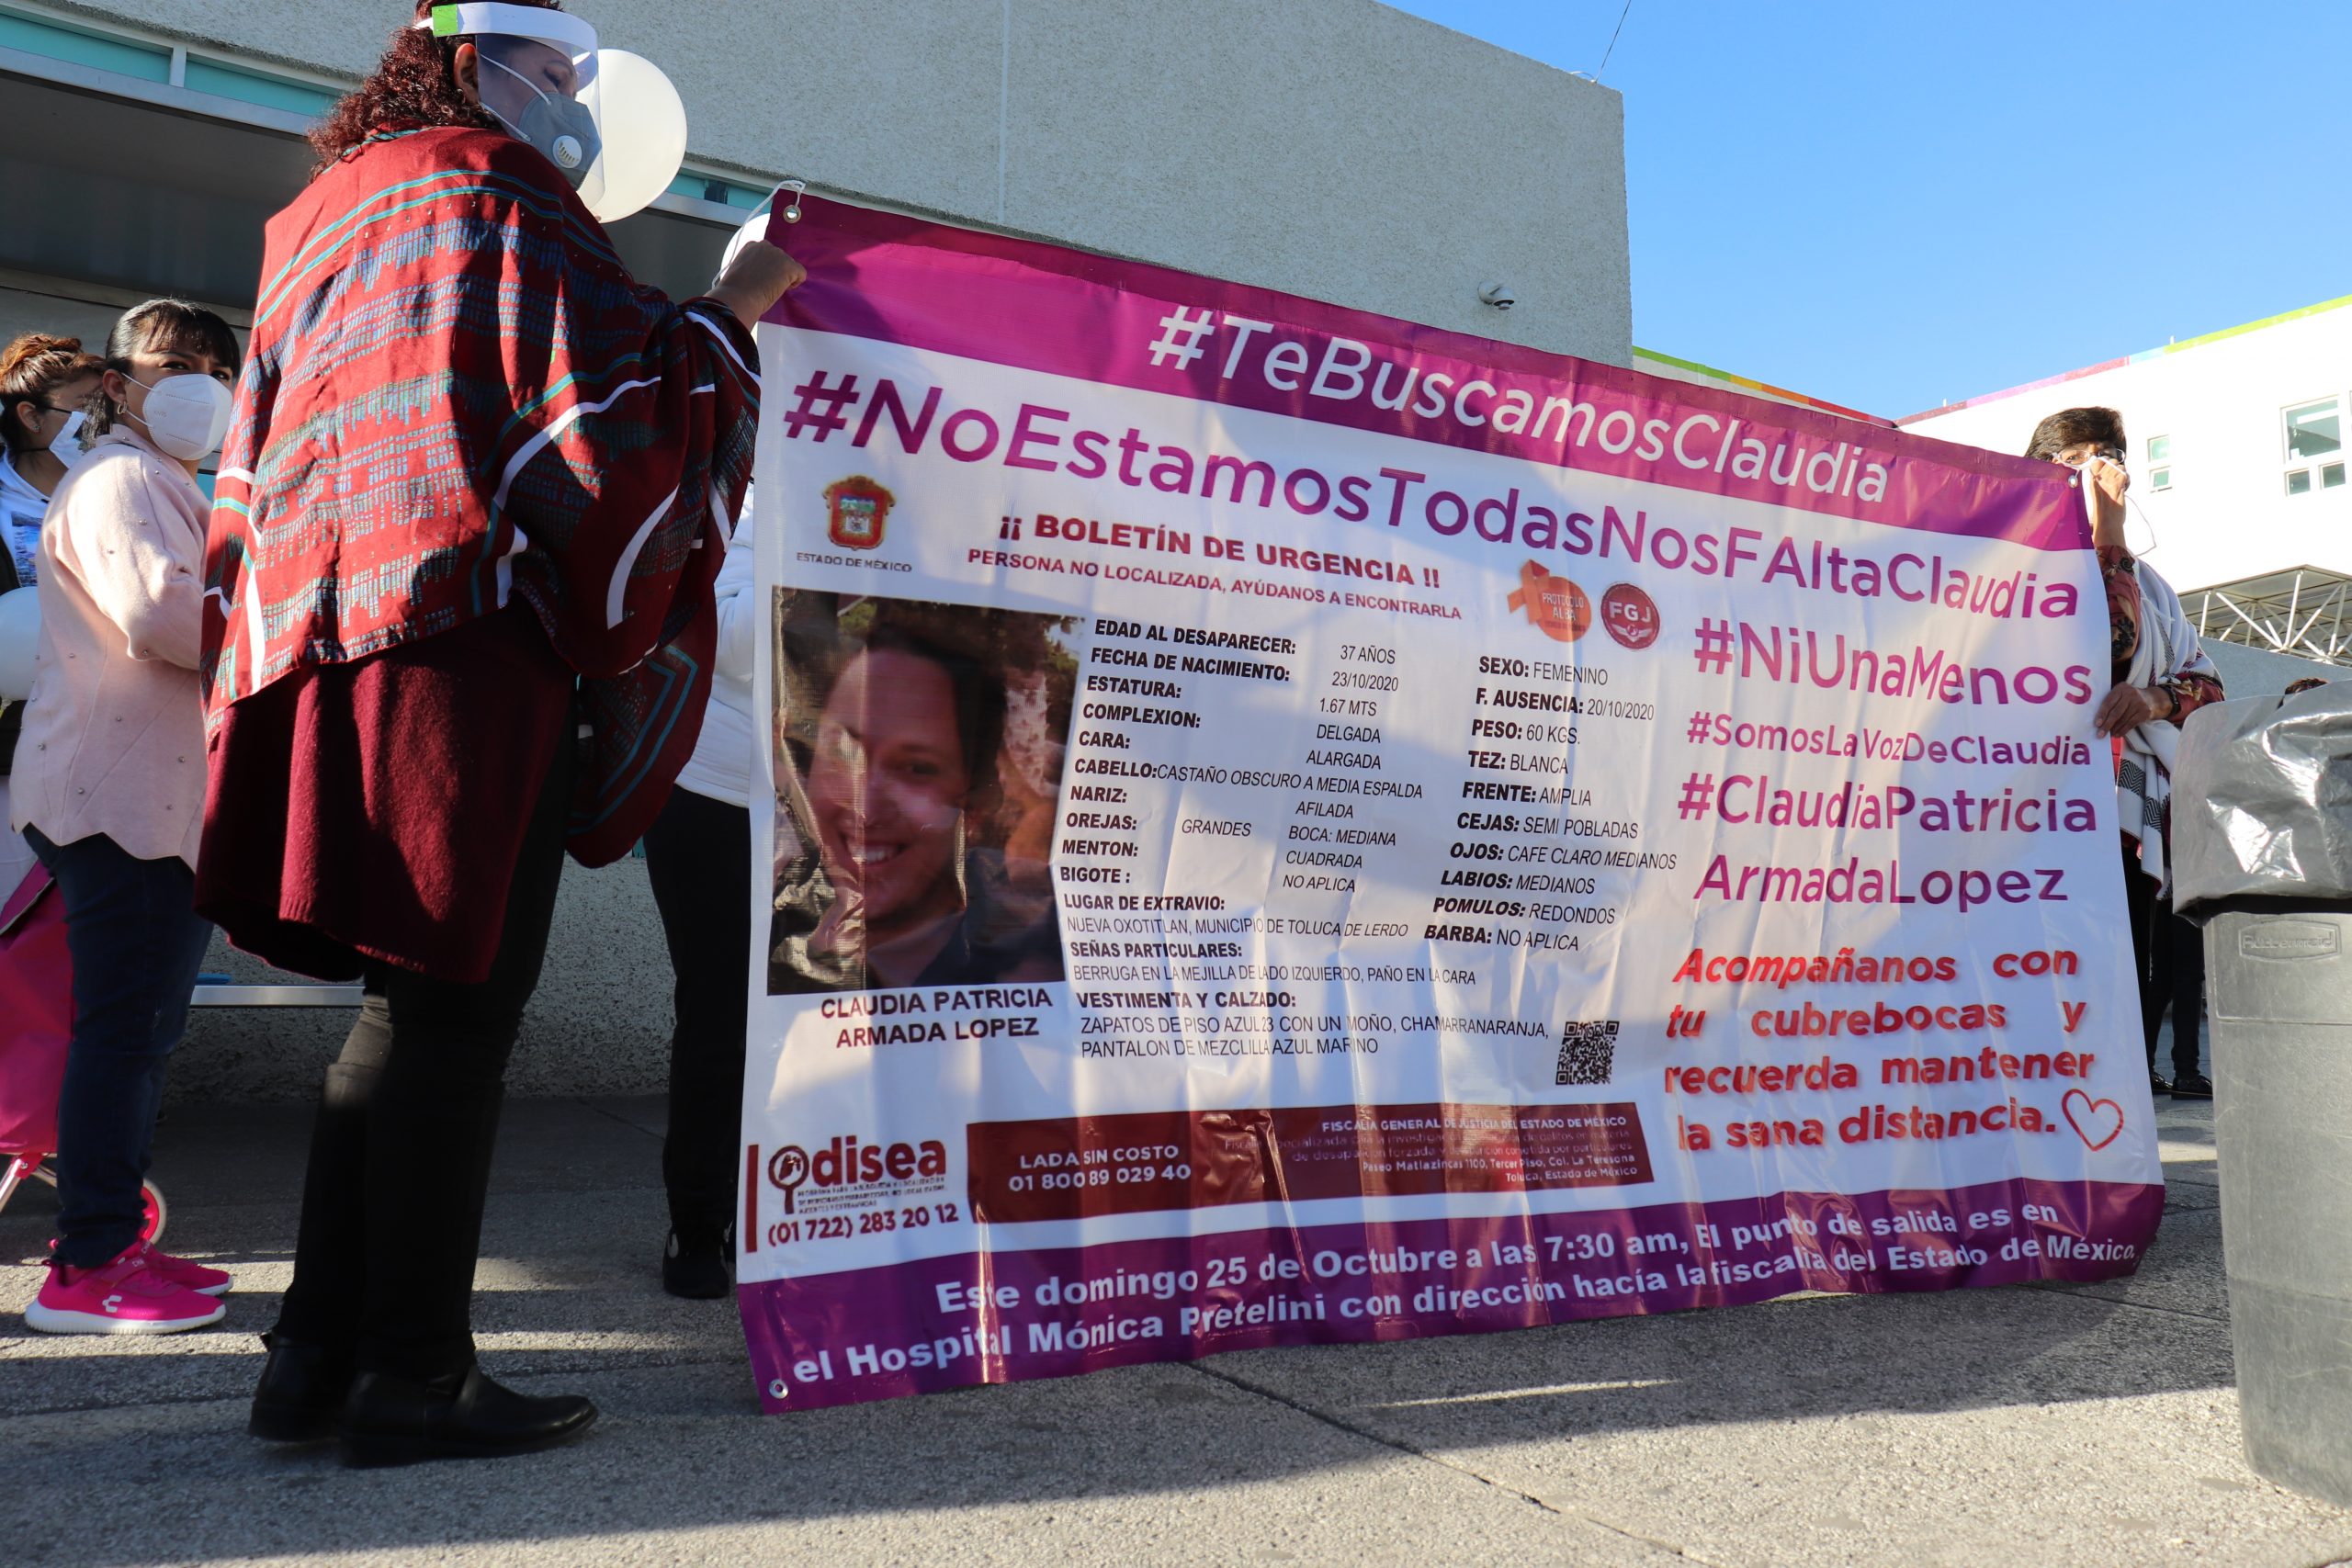 #TeBuscamosClaudia
#NoEstamosTodasNosFAltaClaudia
ESTADO DE MÉXICO
¡¡ BOLETÍN DE URGENCIA !!
PERSONA NO LOCALIZADA, AYÚDANOS A ENCONTRARLA
PROTOCOLO
ALBA
FGJ
EDAD AL DESAPARECER: 37 AÑOS
FECHA DE NACIMIENTO: 23/10/2020
ESTATURA: 1.67 MTS
COMPLEXION: DELGADA
CARA: ALARGADA
CABELLO:CASTAÑO OBSCURO A MEDIA ESPALDA
NARIZ: AFILADA
OREJAS: GRANDES BOCA: MEDIANA
MENTON: CUADRADA
BIGOTE : NO APLICA
SEXO: FEMENINO
F. AUSENCIA: 20/10/2020
PESO: 60 KGS.
TEZ: BLANCA
FRENTE: AMPLIA
CEJAS: SEMI POBLADAS
OJOS: CAFE CLARO MEDIANOS
LABIOS: MEDIANOS
POMULOS: REDONDOS
BARBA: NO APLICA
LUGAR DE EXTRAVIO:
NUEVA OXOTITLAN, MUNICIPIO DE TOLUCA DE LERDO
SEÑAS PARTICULARES:
BERRUGA EN LA MEJILLA DE LADO IZQUIERDO, PAÑO EN LA CARA
VESTIMENTA Y CALZADO:
ZAPATOS DE PISO AZUL 23 CON UN MOÑO, CHAMARRANARANJA,
PANTALON DE MEZCLILLA AZUL MARINO
CLAUDIA PATRICIA
ARMADA LOPEZ
#NiUnaMenos
#SomosLaVozDeClaudia
#ClaudiaPatricia
ArmadaLopez
Acompañanos con
tu cubrebocas y
recuerda mantener
la sana distancia.
Odisea
(01 722) 283 20 12
LADA SIN COSTO
01 800 89 029 40
FISCALÍA GENERAL DE JUSTICIA DEL ESTADO DE MÉXICO
Paseo Matlazincas 1100, Tercer Piso, Col. La Teresona
Toluca, Estado de México
Este domingo 25 de Octubre a las 7:30 am, El punto de salida es en
el Hospital Mónica Pretelini con dirección hacía la fiscalia del Estado de México.
Rubbermaid